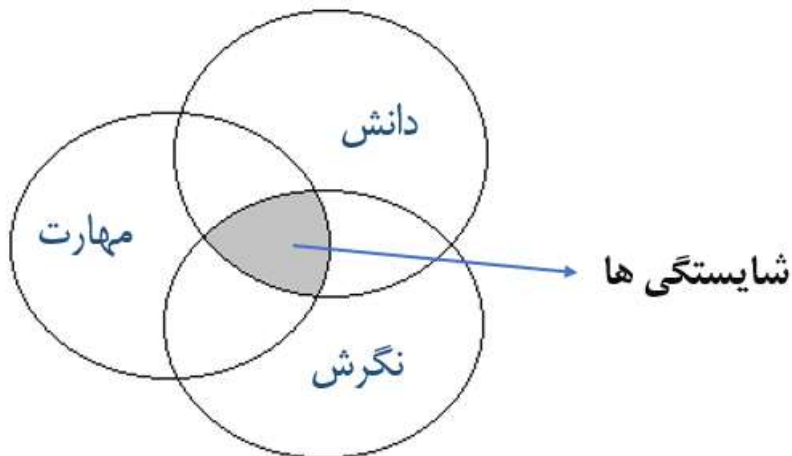 دانش
مهارت
شایستگی ها
نگرش